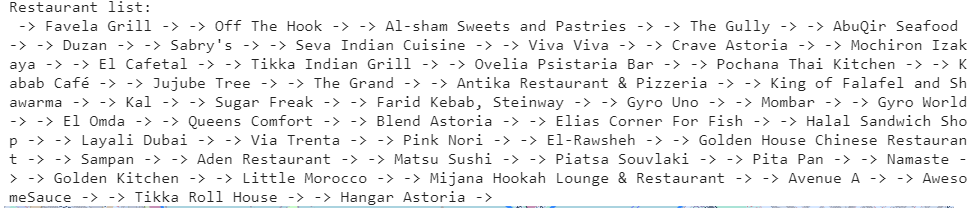 Restaurant list:
 -> Favela Grill -> -> Off The Hook -> -> Al-sham Sweets and Pastries -> -> The Gully -> -> AbuQir Seafood
-> -> Duzan -> -> Sabry's -> -> Seva Indian Cuisine -> -> Viva Viva -> -> Crave Astoria -> -> Mochiron Izak
aya -> -> El Cafetal -> -> Tikka Indian Grill -> -> Ovelia Psistaria Bar -> -> Pochana Thai Kitchen -> -> K
abab Café -> -> Jujube Tree -> -> The Grand -> -> Antika Restaurant & Pizzeria -> -> King of Falafel and Sh
awarma -> -> Kal -> -> Sugar Freak -> -> Farid Kebab, Steinway -> -> Gyro Uno -> -> Mombar -> -> Gyro World
-> -> El Omda -> -> Queens Comfort -> -> Blend Astoria -> -> Elias Corner For Fish -> -> Halal Sandwich Sho
p -> -> Layali Dubai -> -> Via Trenta -> -> Pink Nori -> -> El-Rawsheh -> -> Golden House Chinese Restauran
t -> -> Sampan -> -> Aden Restaurant -> -> Matsu Sushi -> -> Piatsa Souvlaki -> -> Pita Pan -> -> Namaste -
> -> Golden Kitchen -> -> Little Morocco -> -> Mijana Hookah Lounge & Restaurant -> -> Avenue A -> -> Aweso
meSauce -> -> Tikka Roll House -> -> Hangar Astoria ->